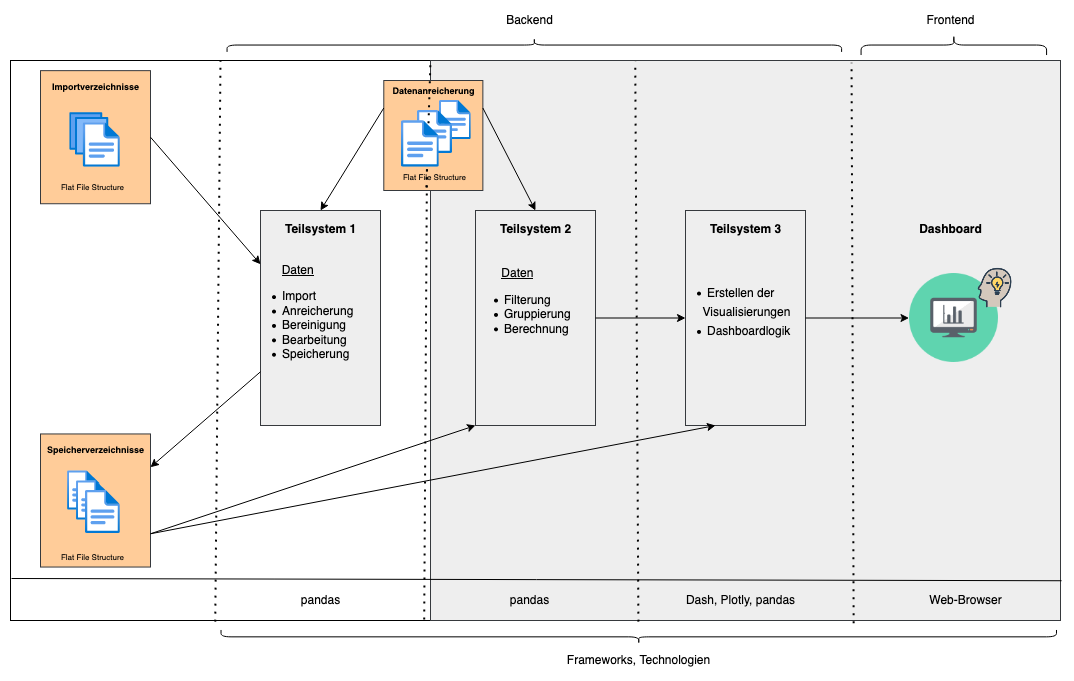 Backend
Frontend
Importverzeichnisse
Flat File Structure
Datenanreicherung
Flat File Structure
Teilsystem 1
Daten
• Import
• Anreicherung
• Bereinigung
• Bearbeitung
• Speicherung
Teilsystem 2
Daten
• Filterung
• Gruppierung
• Berechnung
Teilsystem 3
• Erstellen der
Visualisierungen
• Dashboardlogik
Dashboard
Speicherverzeichnisse
Flat File Structure
pandas
pandas
Dash, Plotly, pandas
Web-Browser
Frameworks, Technologien